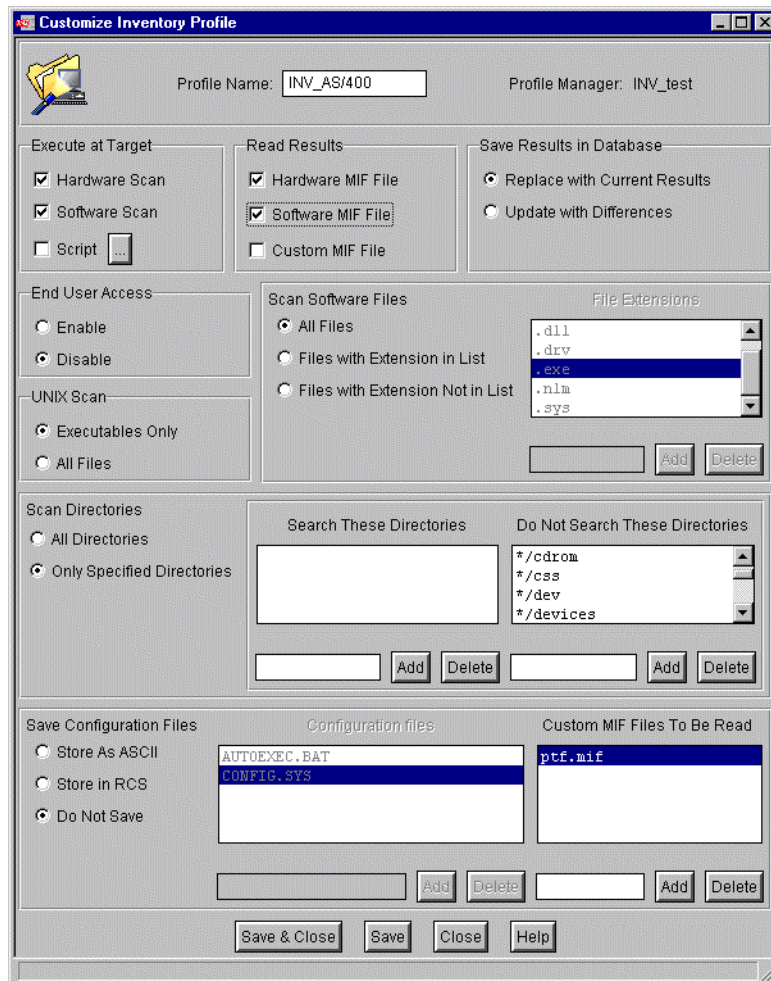 Customize Inventory Profile
Profile Name: INV_AS/400 Profile Manager: INV_test
Execute at Target
Hardware Scan
Software Scan
Script ...
Read Results
Hardware MIF File
Software MIF File
Custom MIF File
Save Results in Database
Replace with Current Results
Update with Differences
End User Access
Enable
Disable
UNIX Scan
Executables Only
All Files
Scan Software Files
All Files
Files with Extension in List
Files with Extension Not in List
File Extensions
.dll
.drv
.exe
.nlm
.sys
Add Delete
Scan Directories
All Directories
Only Specified Directories
Search These Directories
Add Delete
Do Not Search These Directories
*/cdrom
*/css
*/dev
*/devices
Add Delete
Save Configuration Files
Store As ASCII
Store in RCS
Do Not Save
Configuration files
AUTOEXEC.BAT
CONFIG.SYS
Add Delete
Custom MIF Files To Be Read
ptf.mif
Add Delete
Save & Close Save Close Help